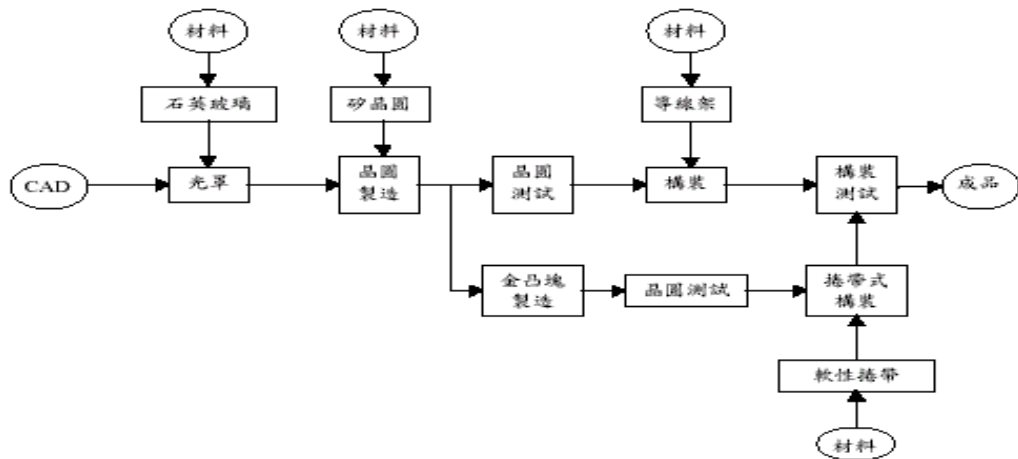 材料
材料
材料
石英玻璃
矽晶圓
導線架
CAD
光罩
晶圓
製造
晶圓
測試
構裝
構裝
測試
成品
金凸塊
製造
晶圓測試
捲帶式
構裝
軟性捲帶
材料